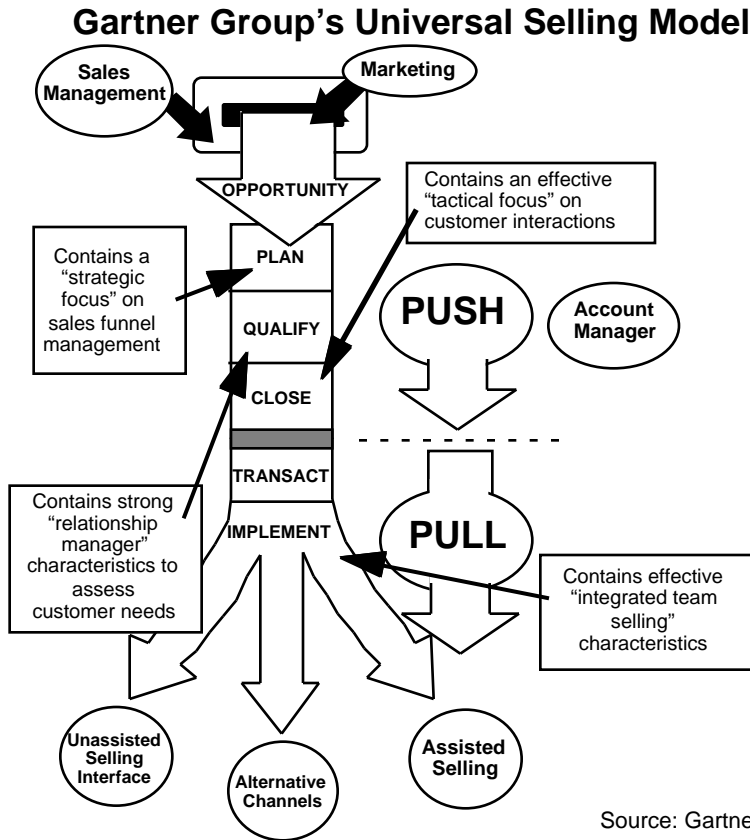 Gartner Group's Universal Selling Model
Sales
Management
Marketing
OPPORTUNITY
Contains an effective
“tactical focus” on
customer interactions
Contains a
“strategic
focus” on
sales funnel
management
PLAN
QUALIFY
CLOSE
PUSH
Account
Manager
TRANSACT
IMPLEMENT
PULL
Contains strong
“relationship
manager”
characteristics to
assess
customer needs
Contains effective
“integrated team
selling”
characteristics
Unassisted
Selling
Interface
Alternative
Channels
Assisted
Selling
Source: Gartne